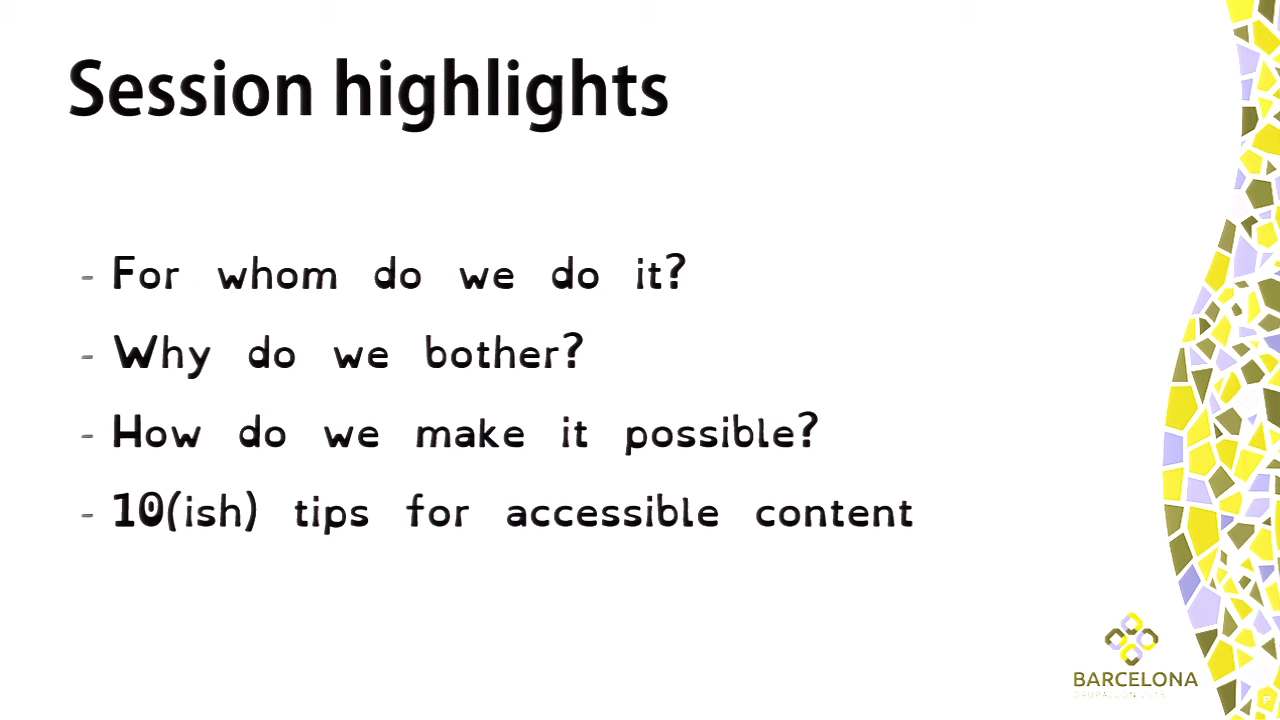 Session highlights
- For whom do we do it?
- Why do we bother?
- How do we make it possible?
- 10(ish) tips for accessible content
BARCELONA